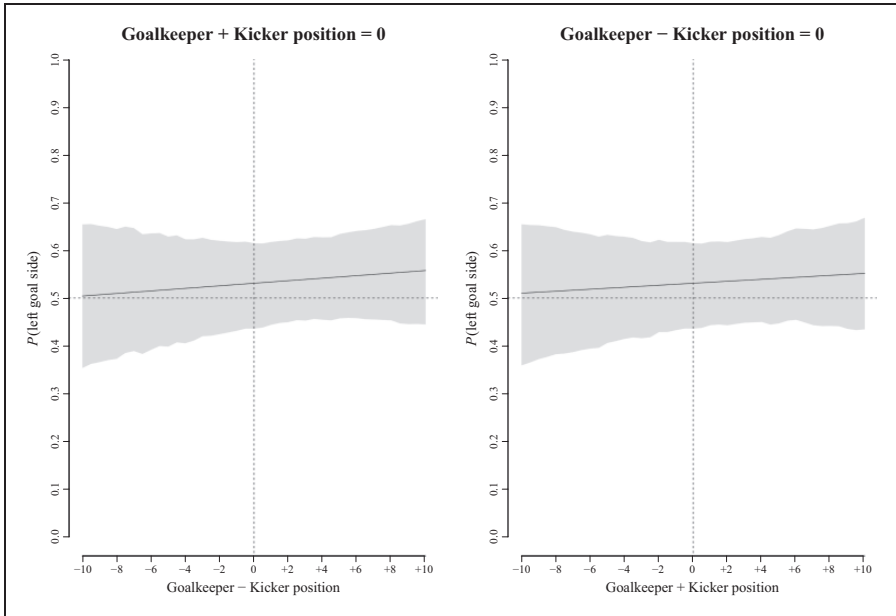 Goalkeeper + Kicker position = 0
P(left goal side)
1.0
0.9
0.8
0.7
0.6
0.5
0.4
0.3
0.2
0.1
0.0
−10 −8 −6 −4 −2 0 +2 +4 +6 +8 +10
Goalkeeper − Kicker position
Goalkeeper − Kicker position = 0
P(left goal side)
1.0
0.9
0.8
0.7
0.6
0.5
0.4
0.3
0.2
0.1
0.0
−10 −8 −6 −4 −2 0 +2 +4 +6 +8 +10
Goalkeeper + Kicker position